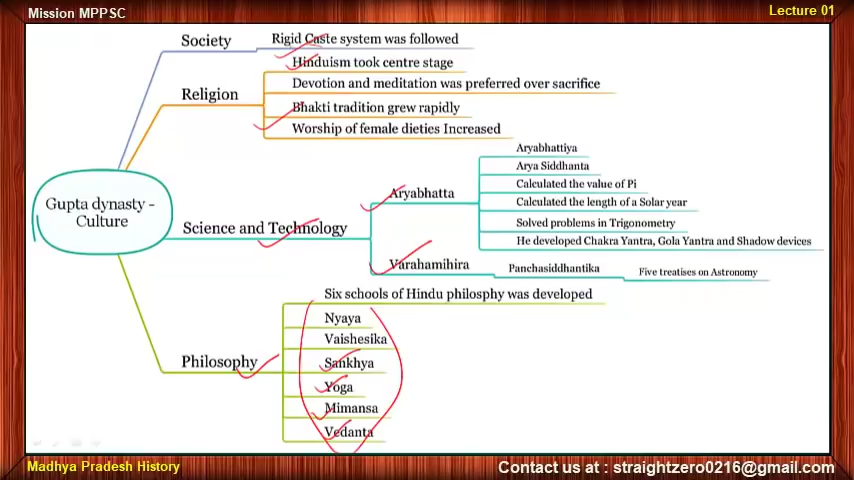 Mission MPPSC
Lecture 01
Society
Rigid Caste system was followed
Religion
Hinduism took centre stage
Devotion and meditation was preferred over sacrifice
Bhakti tradition grew rapidly
Worship of female dieties Increased
Gupta dynasty -
Culture
Science and Technology
Aryabhatta
Aryabhattiya
Arya Siddhanta
Calculated the value of Pi
Calculated the length of a Solar year
Solved problems in Trigonometry
He developed Chakra Yantra, Gola Yantra and Shadow devices
Varahamihira
Panchasiddhantika
Five treatises on Astronomy
Philosophy
Six schools of Hindu philosphy was developed
Nyaya
Vaishesika
Sankhya
Yoga
Mimansa
Vedanta
Madhya Pradesh History
Contact us at : straightzero0216@gmail.com